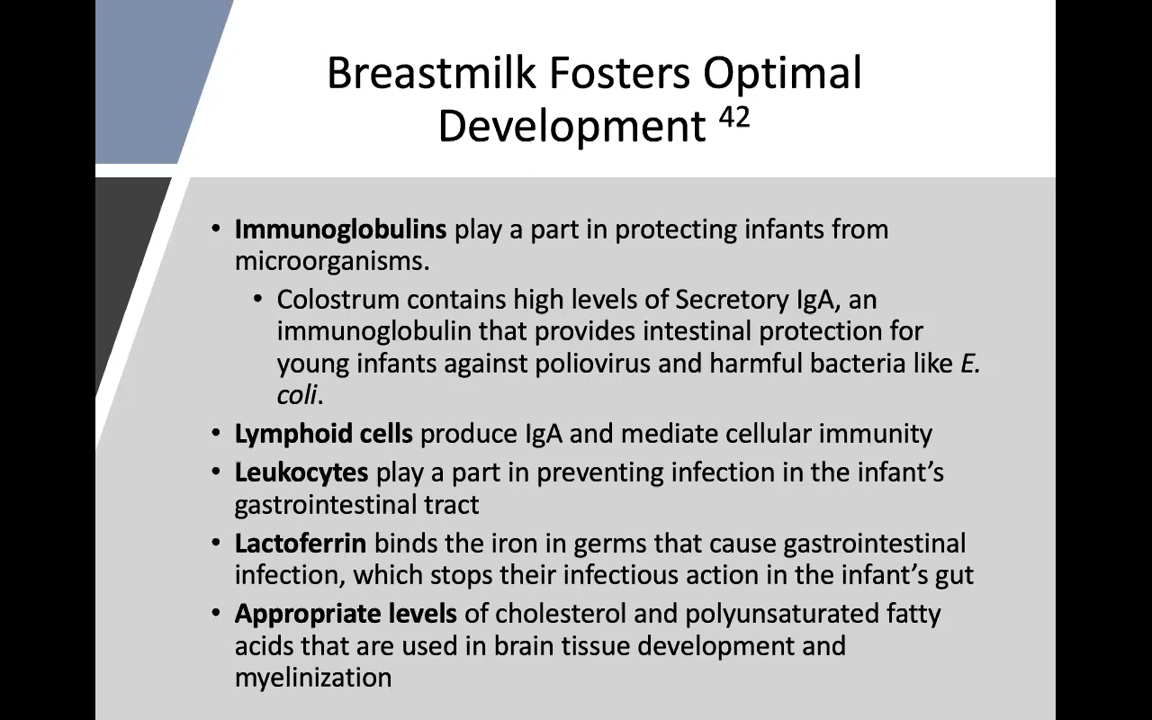 Breastmilk Fosters Optimal
Development 42
• Immunoglobulins play a part in protecting infants from
microorganisms.
• Colostrum contains high levels of Secretory IgA, an
immunoglobulin that provides intestinal protection for
young infants against poliovirus and harmful bacteria like E.
coli.
• Lymphoid cells produce IgA and mediate cellular immunity
• Leukocytes play a part in preventing infection in the infant’s
gastrointestinal tract
• Lactoferrin binds the iron in germs that cause gastrointestinal
infection, which stops their infectious action in the infant’s gut
• Appropriate levels of cholesterol and polyunsaturated fatty
acids that are used in brain tissue development and
myelinization